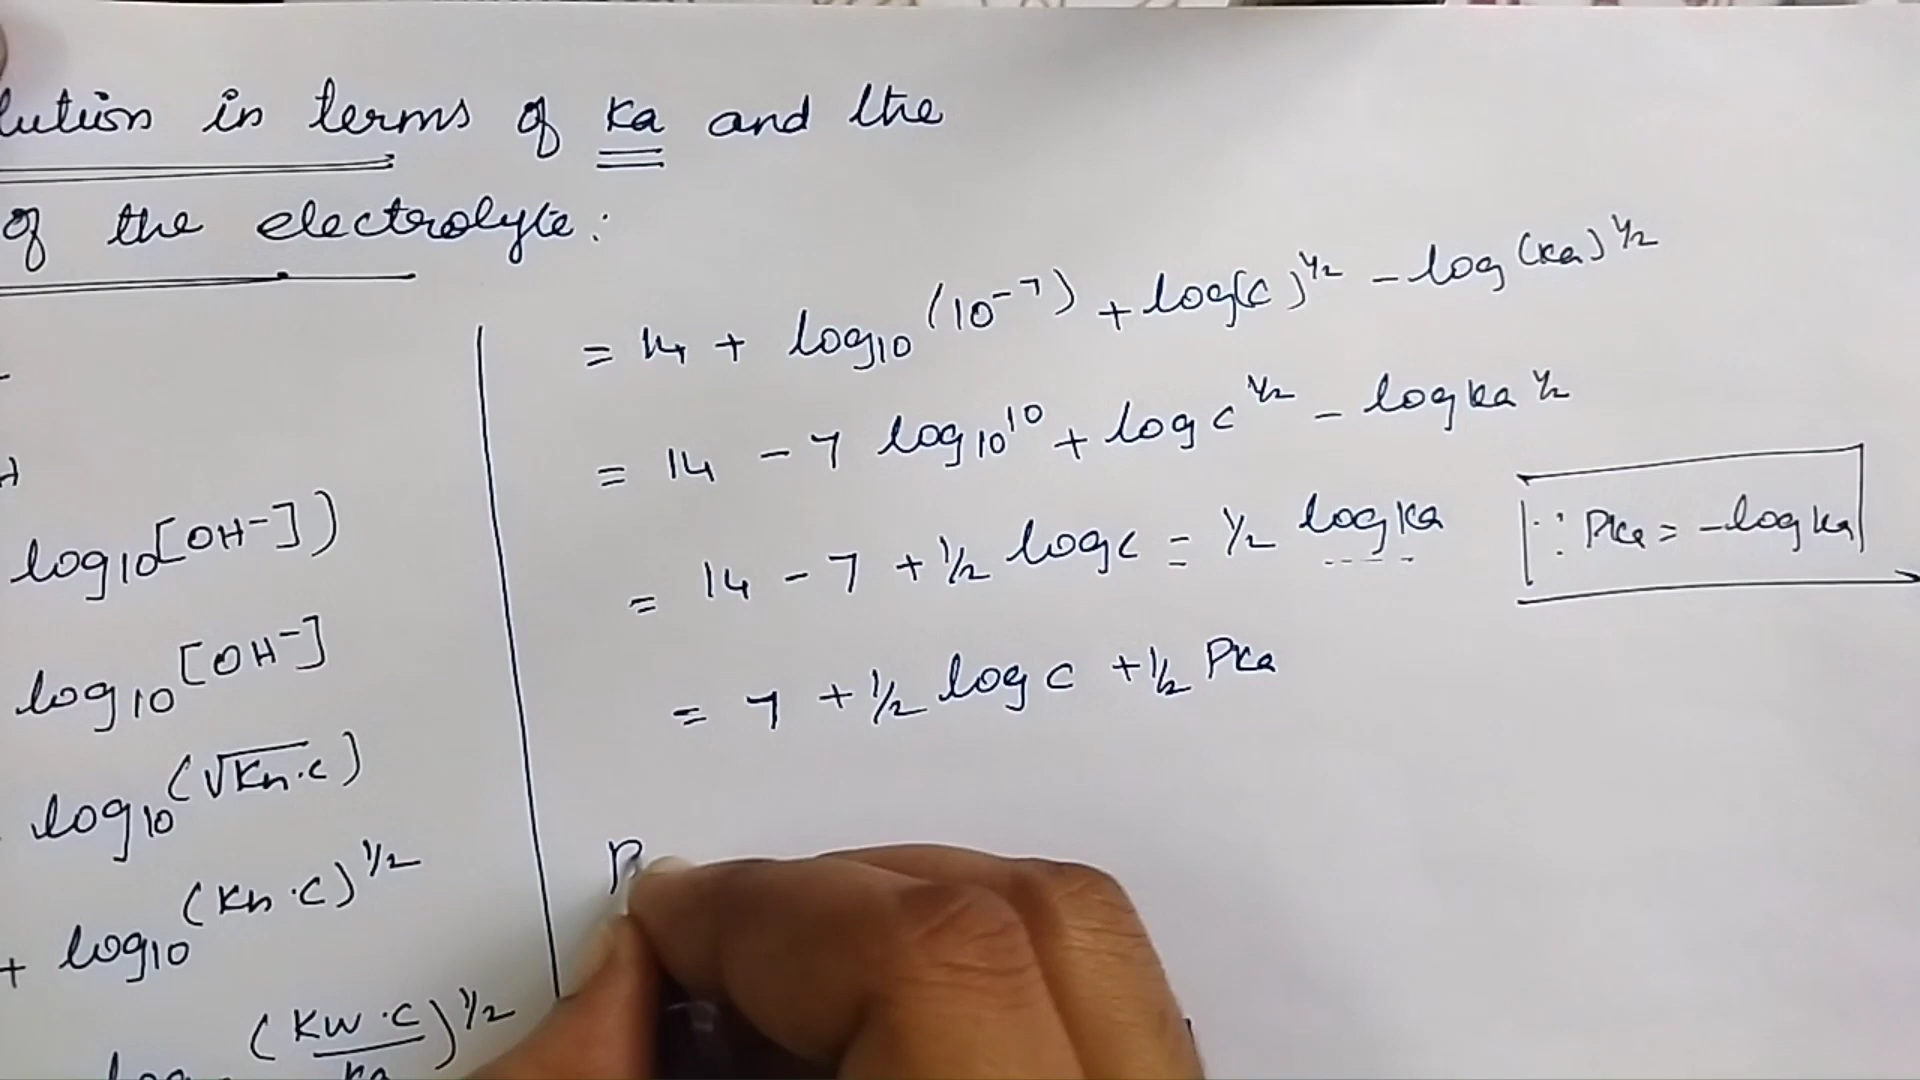 lution in terms of Ka and the
of the electrolyte:
log₁₀[OH⁻])
log₁₀[OH⁻]
log₁₀(√Kh·C)
+ log₁₀(Kh·C)^1/2
(KW·C/Ka)^1/2
= 14 + log₁₀(10⁻⁷) + log(C)^1/2 - log(Ka)^1/2
= 14 - 7 log₁₀10 + log C^1/2 - log Ka^1/2
= 14 - 7 + 1/2 log C - 1/2 log Ka
∵ PKa = -log Ka
= 7 + 1/2 log C + 1/2 PKa
P